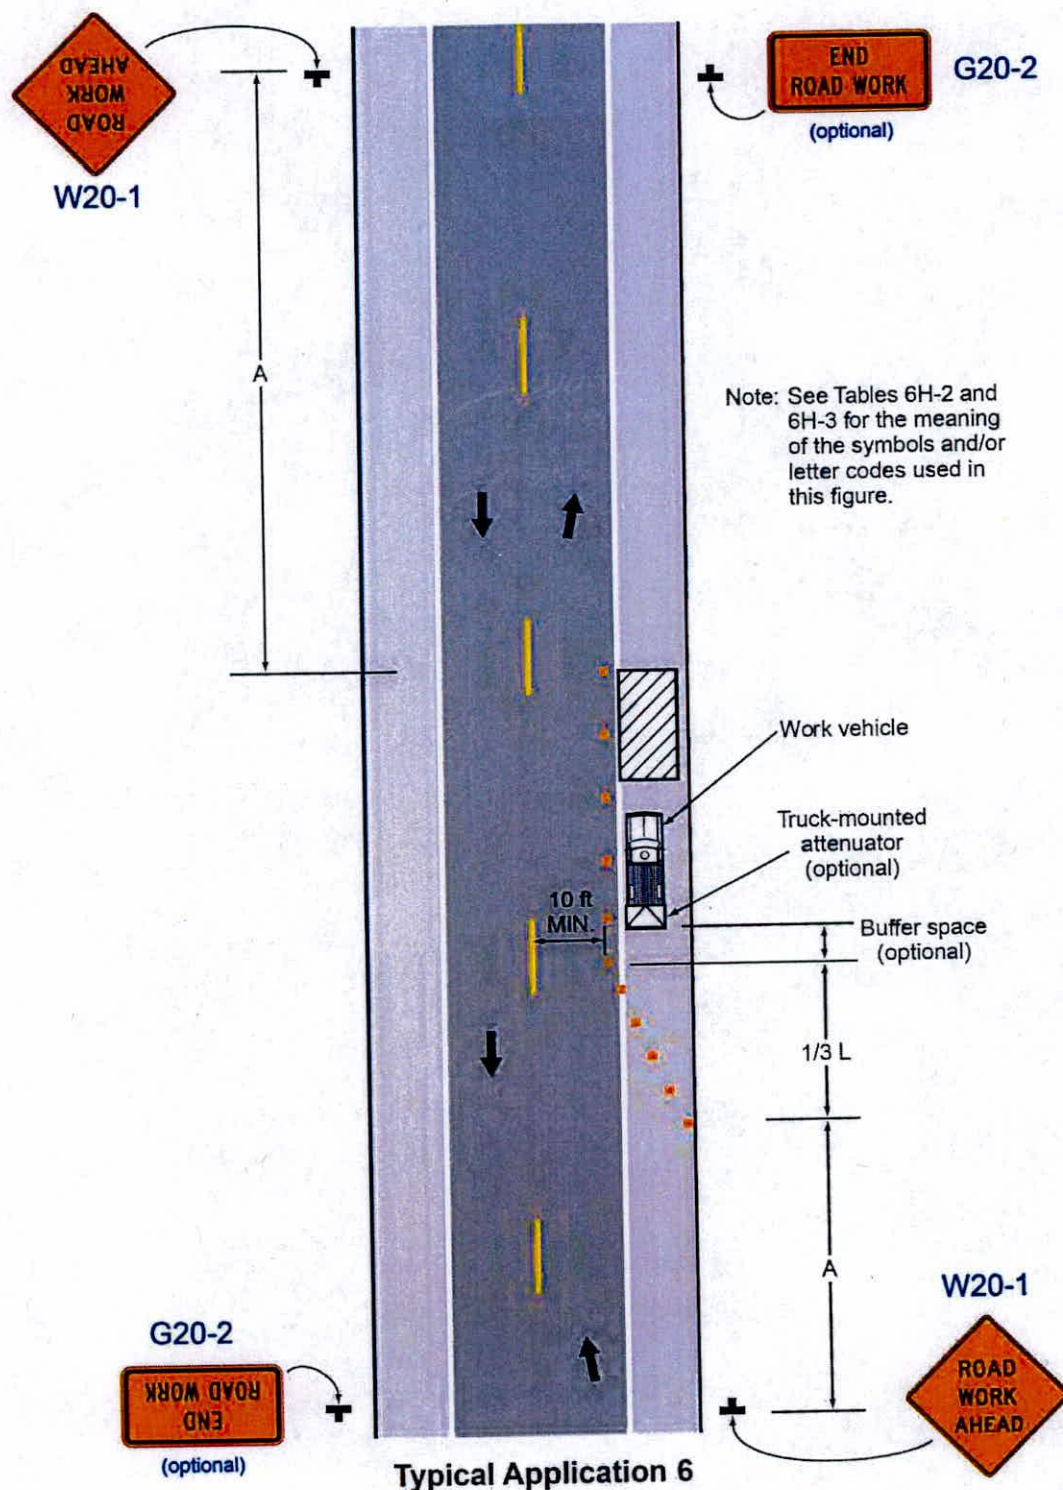 ROAD
WORK
AHEAD
W20-1
END
ROAD WORK
(optional)
G20-2
A
Note: See Tables 6H-2 and
6H-3 for the meaning
of the symbols and/or
letter codes used in
this figure.
Work vehicle
Truck-mounted
attenuator
(optional)
10 ft
MIN.
Buffer space
(optional)
1/3 L
A
W20-1
ROAD
WORK
AHEAD
G20-2
END
ROAD WORK
(optional)
Typical Application 6